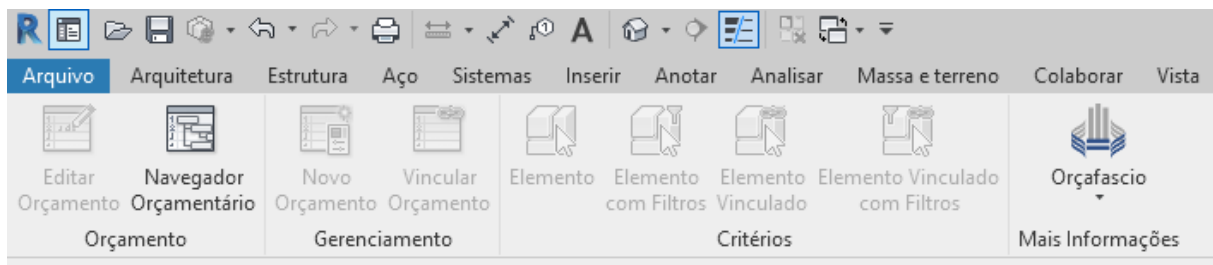 R A
Arquivo Arquitetura Estrutura Aço Sistemas Inserir Anotar Analisar Massa e terreno Colaborar Vista
Editar Navegador Novo Vincular Elemento Elemento Elemento Elemento Vinculado Orçafascio
Orçamento Orçamentário Orçamento Orçamento com Filtros Vinculado com Filtros
Orçamento Gerenciamento Critérios Mais Informações